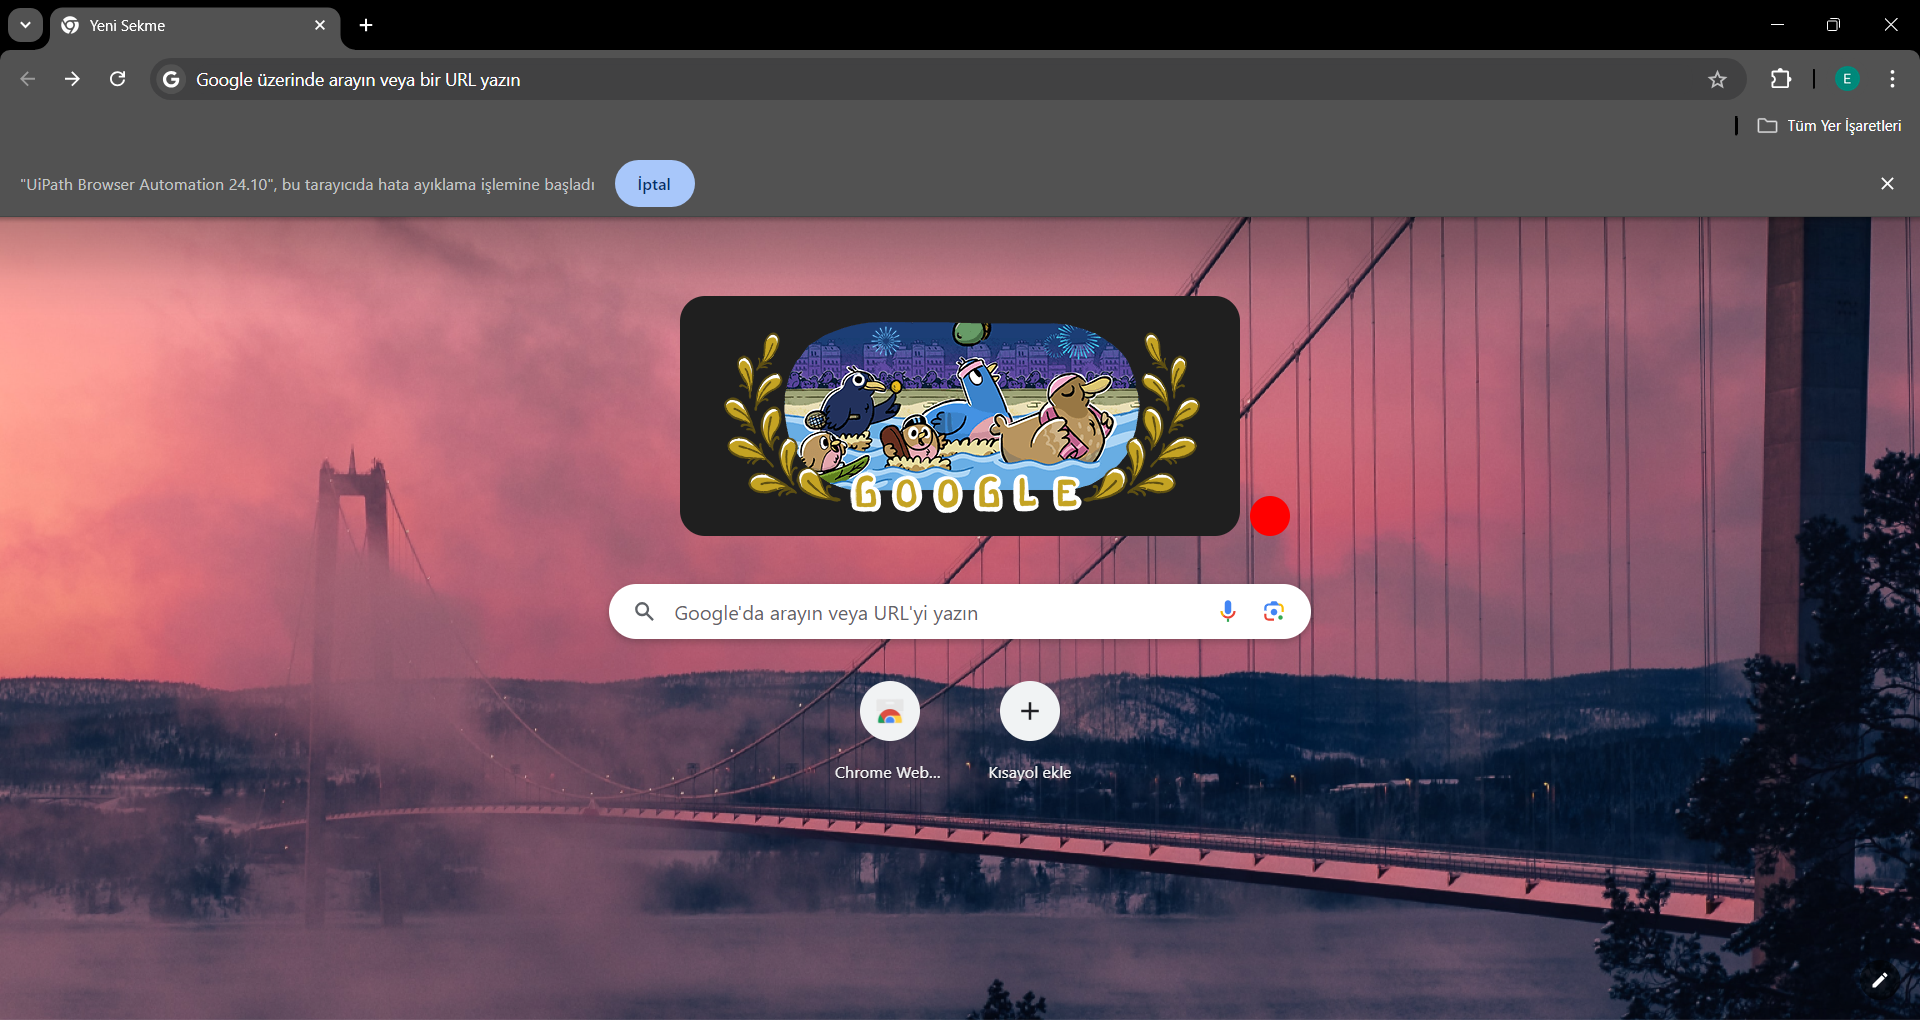 Yeni Sekme
Google üzerinde arayın veya bir URL yazın
E
Tüm Yer İşaretleri
"UiPath Browser Automation 24.10", bu tarayıcıda hata ayıklama işlemine başladı
İptal
GOOGLE
Google'da arayın veya URL'yi yazın
Chrome Web...
Kısayol ekle